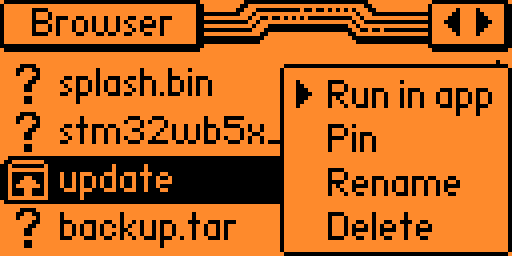 Browser
splash.bin
stm32wb5x_
update
backup.tar
Run in app
Pin
Rename
Delete